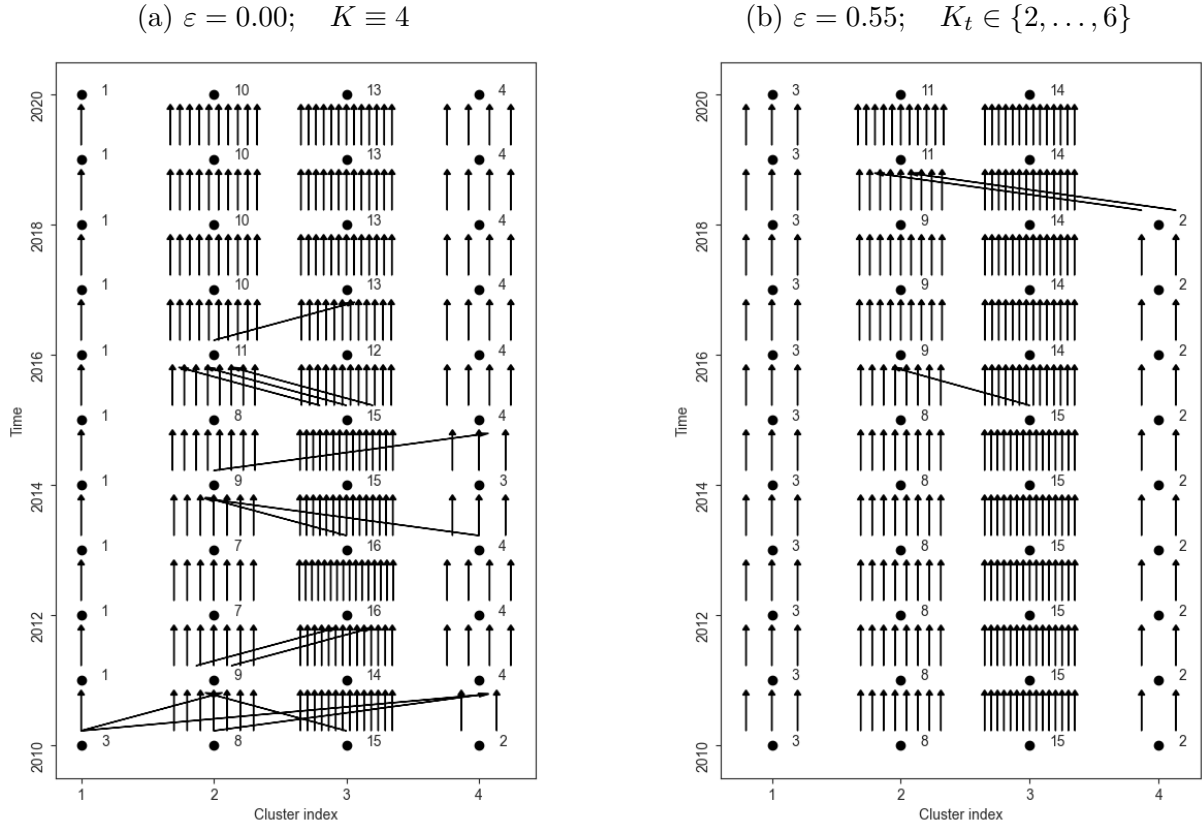 (a) ε = 0.00; K ≡ 4
2020
2018
2016
2014
2012
2010
Time
1 10 13 4
1 10 13 4
1 10 13 4
1 10 13 4
1 11 12 4
1 8 15 4
1 9 15 3
1 7 16 4
1 7 16 4
1 9 14 4
3 8 15 2
1 2 3 4
Cluster index
(b) ε = 0.55; K_t ∈ {2, . . . , 6}
2020
2018
2016
2014
2012
2010
Time
3 11 14
3 11 14
3 9 14 2
3 9 14 2
3 9 14 2
3 8 15 2
3 8 15 2
3 8 15 2
3 8 15 2
3 8 15 2
3 8 15 2
1 2 3 4
Cluster index